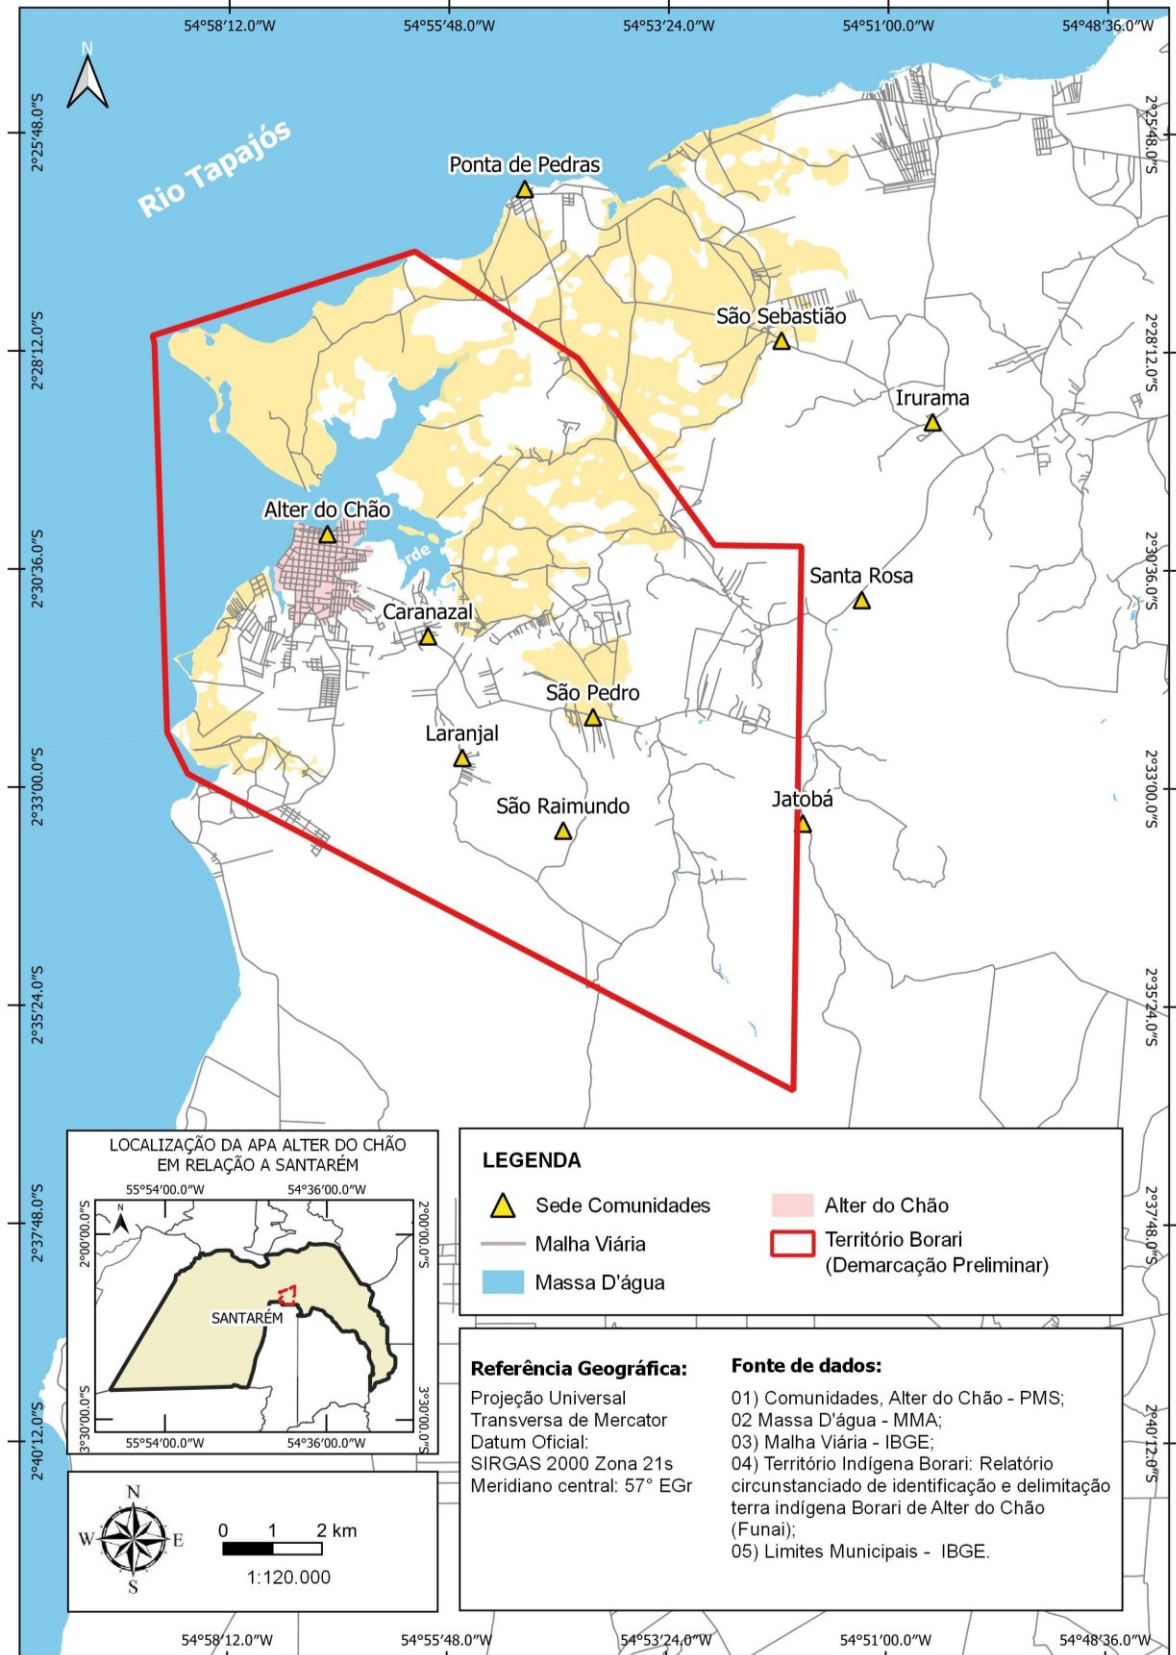 54°58'12.0"W 54°55'48.0"W 54°53'24.0"W 54°51'00.0"W 54°48'36.0"W
N
2°25'48.0"S
2°25'48.0"S
Rio Tapajós
Ponta de Pedras
São Sebastião
2°28'12.0"S
2°28'12.0"S
Irurama
Alter do Chão
rde
2°30'36.0"S
2°30'36.0"S
Santa Rosa
Caranazal
São Pedro
Laranjal
2°33'00.0"S
2°33'00.0"S
Jatobá
São Raimundo
2°35'24.0"S
2°35'24.0"S
LOCALIZAÇÃO DA APA ALTER DO CHÃO
EM RELAÇÃO A SANTARÉM
55°54'00.0"W 54°36'00.0"W
N
2°00'00.0"S
2°00'00.0"S
SANTARÉM
3°30'00.0"S
3°30'00.0"S
55°54'00.0"W 54°36'00.0"W
LEGENDA
Sede Comunidades
Malha Viária
Massa D'água
Alter do Chão
Território Borari
(Demarcação Preliminar)
2°37'48.0"S
2°37'48.0"S
Referência Geográfica:
Projeção Universal
Transversa de Mercator
Datum Oficial:
SIRGAS 2000 Zona 21s
Meridiano central: 57° EGr
Fonte de dados:
01) Comunidades, Alter do Chão - PMS;
02 Massa D'água - MMA;
03) Malha Viária - IBGE;
04) Território Indígena Borari: Relatório
circunstanciado de identificação e delimitação
terra indígena Borari de Alter do Chão
(Funai);
05) Limites Municipais - IBGE.
2°40'12.0"S
2°40'12.0"S
N
W E
S
0 1 2 km
1:120.000
54°58'12.0"W 54°55'48.0"W 54°53'24.0"W 54°51'00.0"W 54°48'36.0"W